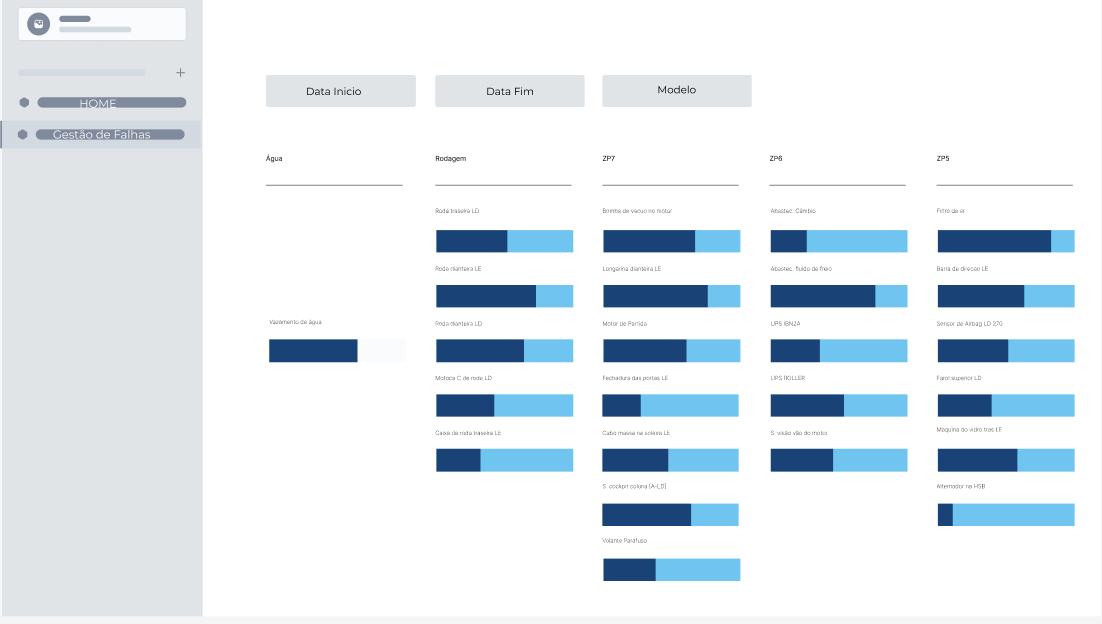 HOME
Gestão de Falhas
Data Inicio
Data Fim
Modelo
Água
Vazamento de água
Rodagem
Roda traseira LD
Roda dianteira LE
Roda dianteira LD
Motoca C de roda LD
Caixa de roda traseira LE
ZP7
Bomba de vacuo no motor
Longarina dianteira LE
Motor de Partida
Fechadura das portas LE
Cabo massa na soleira LE
S. cockpit coluna (A-LD)
Volante Parafuso
ZP6
Abastec. Câmbio
Abastec. fluido de freio
UPS IBN2A
UPS ROLLER
S. visão vão do motor
ZP5
Filtro de ar
Barra de direcao LE
Sensor de Airbag LD 270
Farol superior LD
Maquina do vidro tras LE
Alternador na HSB